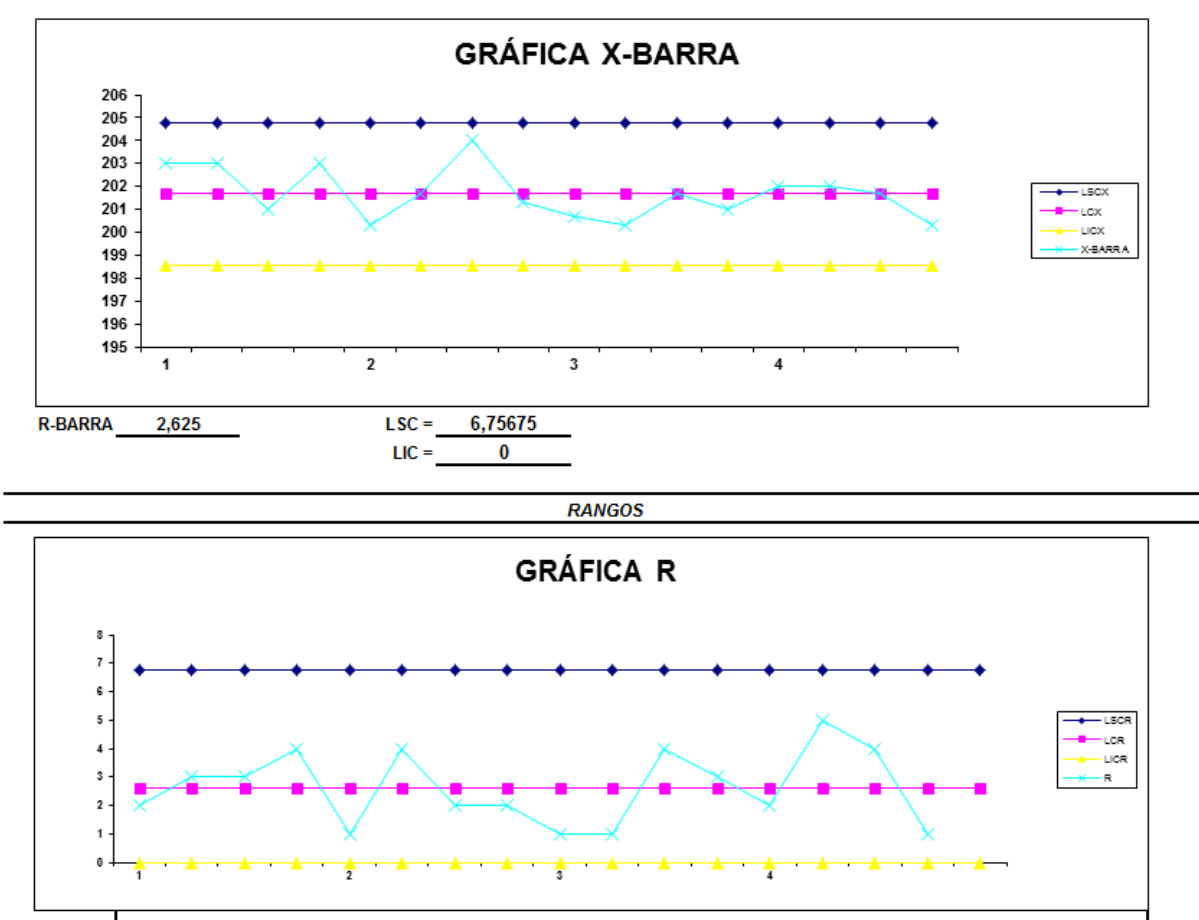 GRÁFICA X-BARRA
206
205
204
203
202
201
200
199
198
197
196
195
1 2 3 4
LSCX
LCX
LICX
X-BARRA
R-BARRA 2,625 LSC = 6,75675
LIC = 0
RANGOS
GRÁFICA R
8
7
6
5
4
3
2
1
0
1 2 3 4
LSCR
LCR
LICR
R